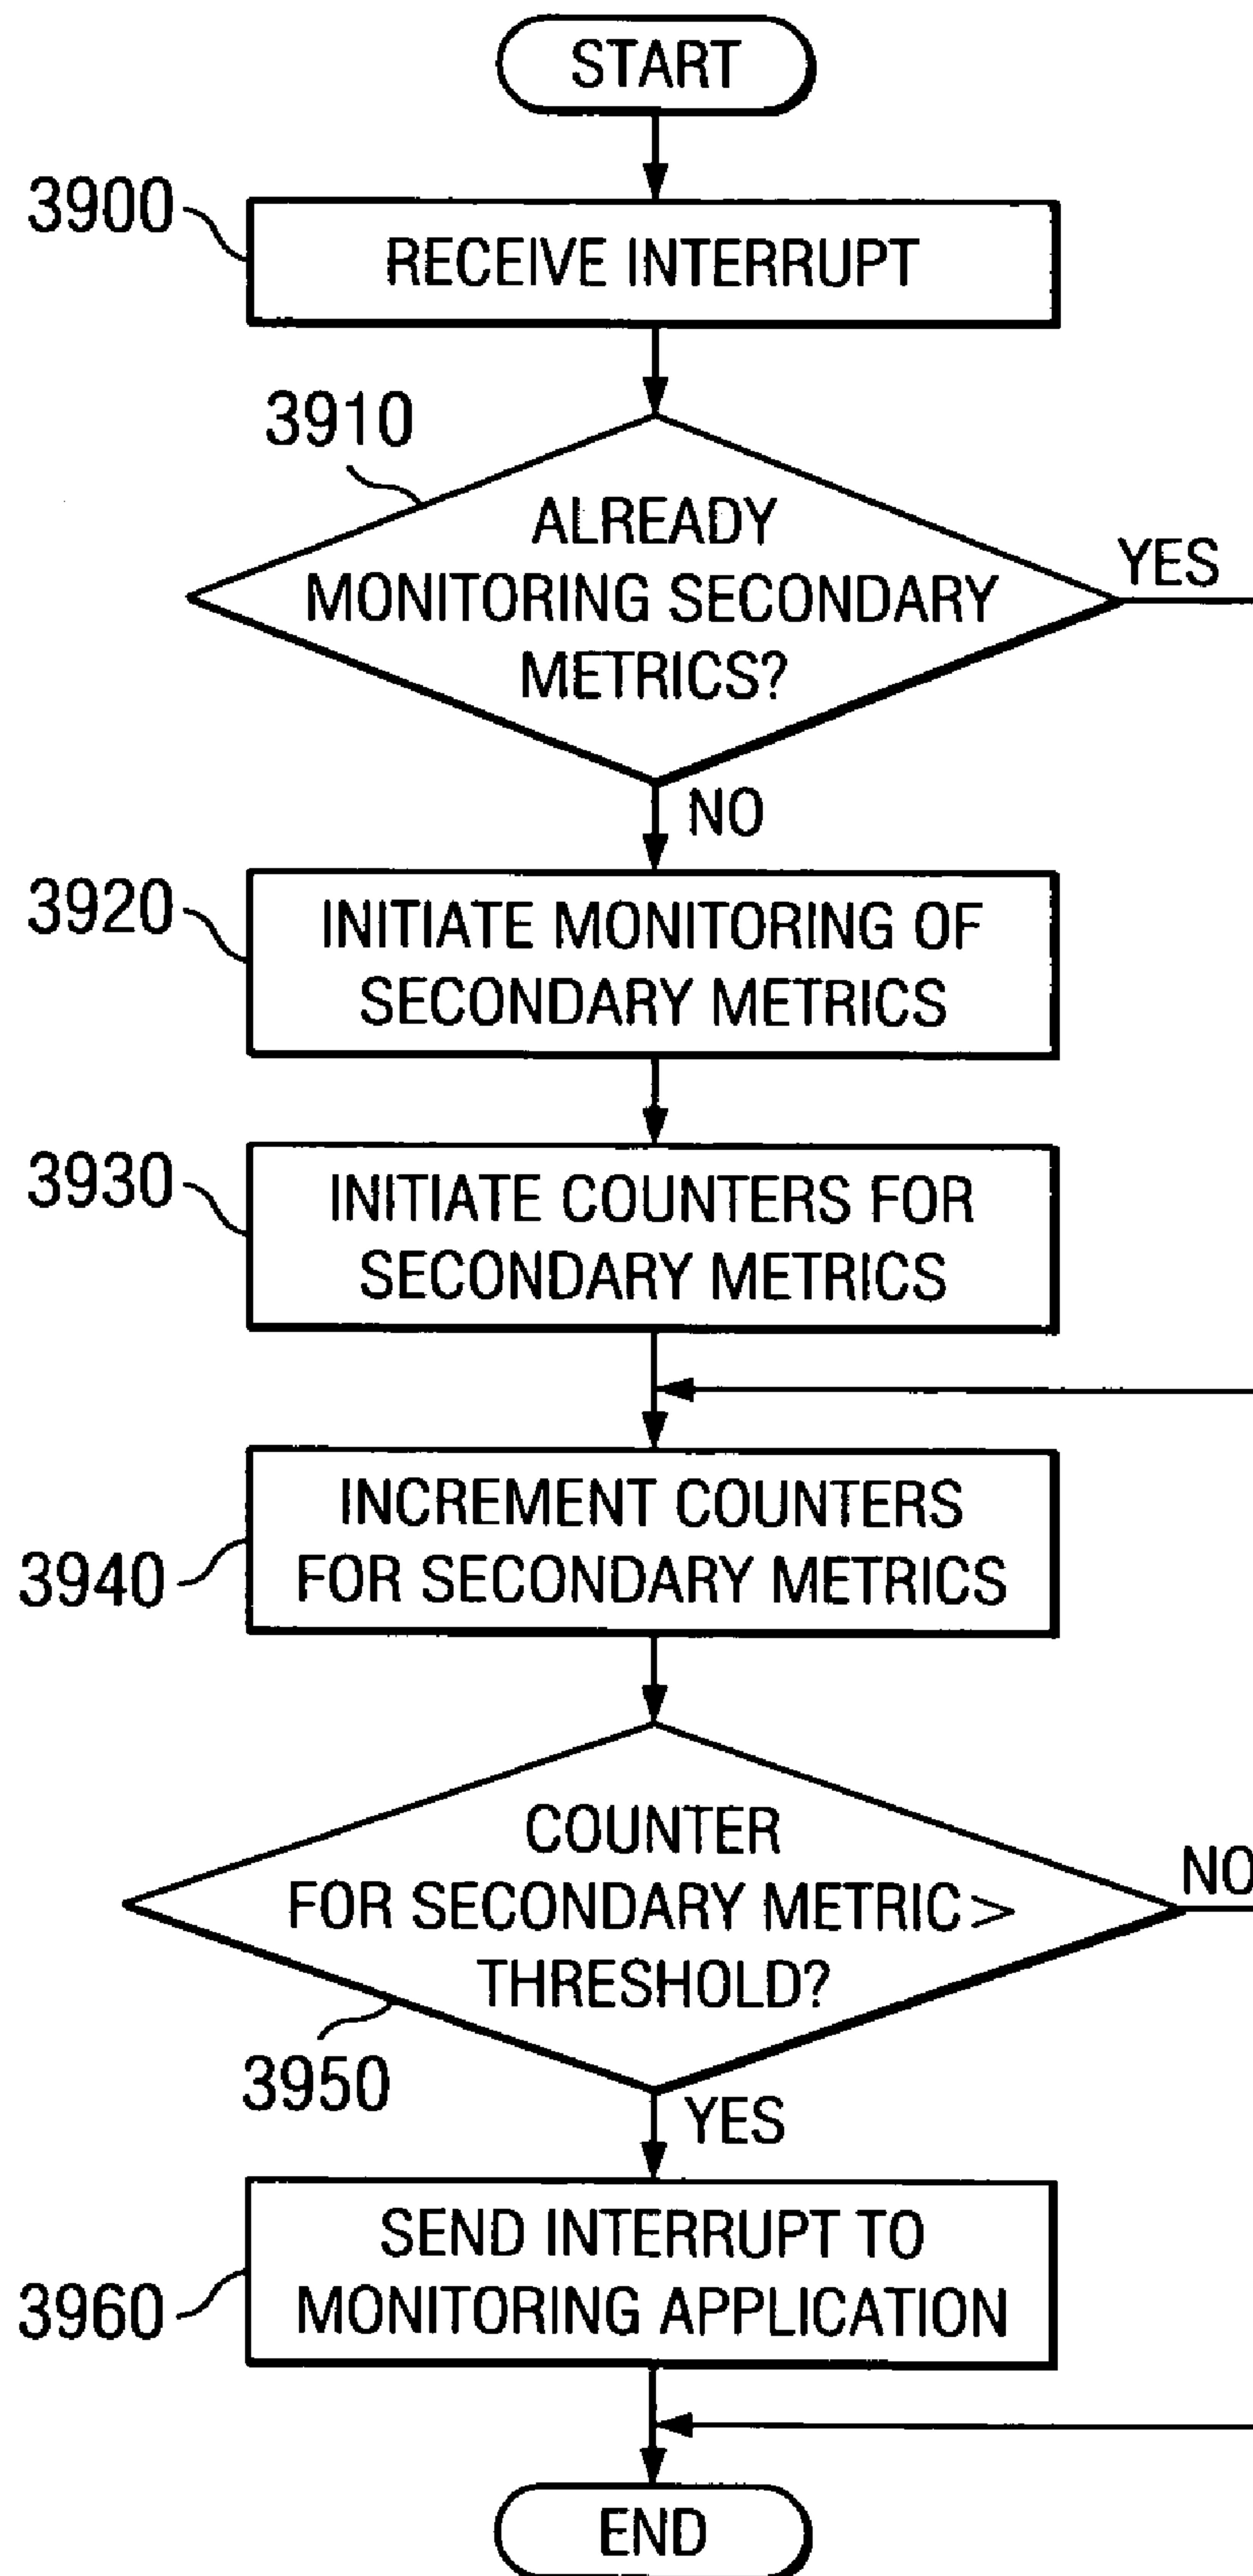 START
3900
RECEIVE INTERRUPT
3910
ALREADY
MONITORING SECONDARY
METRICS?
YES
NO
3920
INITIATE MONITORING OF
SECONDARY METRICS
3930
INITIATE COUNTERS FOR
SECONDARY METRICS
3940
INCREMENT COUNTERS
FOR SECONDARY METRICS
COUNTER
FOR SECONDARY METRIC >
THRESHOLD?
NO
3950
YES
3960
SEND INTERRUPT TO
MONITORING APPLICATION
END